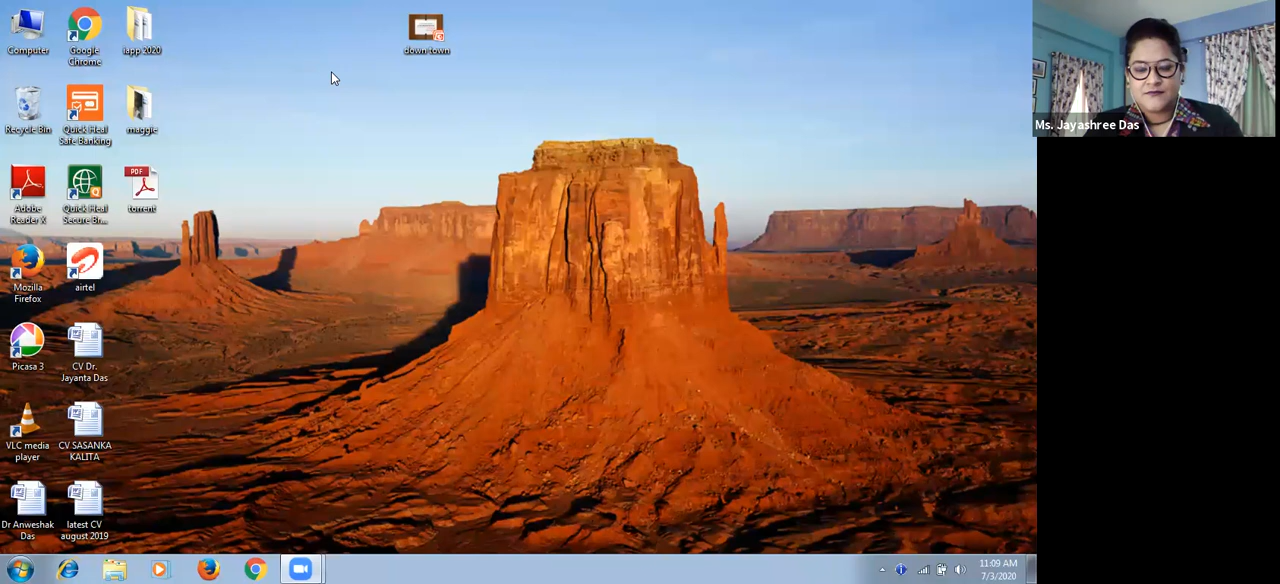 Computer
Google
Chrome
iapp 2020
down town
Recycle Bin
Quick Heal
Safe Banking
maggie
Adobe
Reader X
Quick Heal
Secure Br...
PDF
torrent
Mozilla
Firefox
airtel
Picasa 3
CV Dr.
Jayanta Das
VLC media
player
CV SASANKA
KALITA
Dr Anweshak
Das
latest CV
august 2019
Ms. Jayashree Das
11:09 AM
7/3/2020